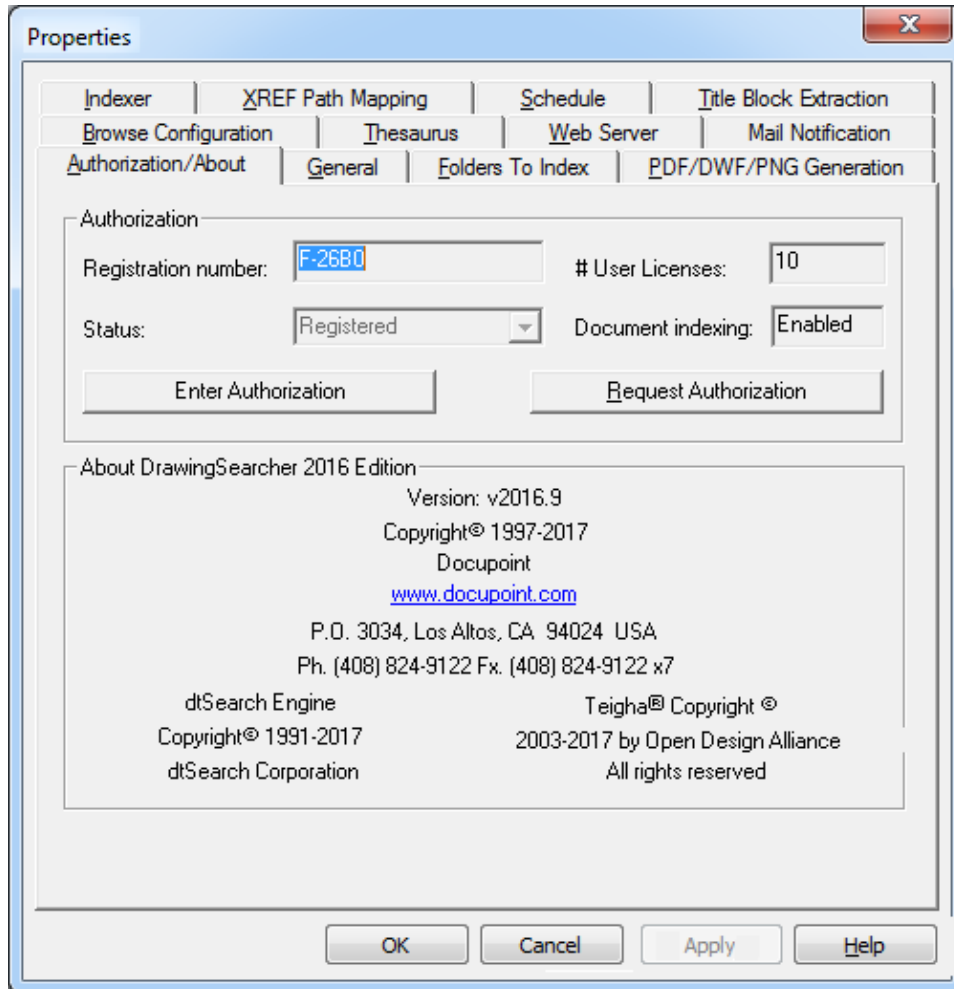 Properties
Indexer XREF Path Mapping Schedule Title Block Extraction
Browse Configuration Thesaurus Web Server Mail Notification
Authorization/About General Folders To Index PDF/DWF/PNG Generation
Authorization
Registration number: F-26B0 # User Licenses: 10
Status: Registered Document indexing: Enabled
Enter Authorization Request Authorization
About DrawingSearcher 2016 Edition
Version: v2016.9
Copyright© 1997-2017
Docupoint
www.docupoint.com
P.O. 3034, Los Altos, CA 94024 USA
Ph. (408) 824-9122 Fx. (408) 824-9122 x7
dtSearch Engine Teigha® Copyright ©
Copyright© 1991-2017 2003-2017 by Open Design Alliance
dtSearch Corporation All rights reserved
OK Cancel Apply Help